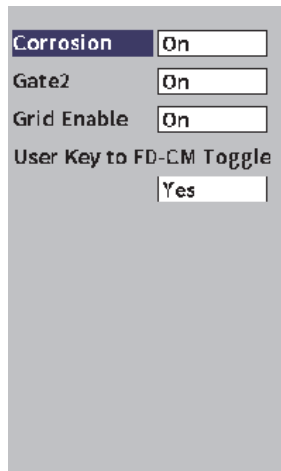 Corrosion On
Gate2 On
Grid Enable On
User Key to FD-CM Toggle
Yes